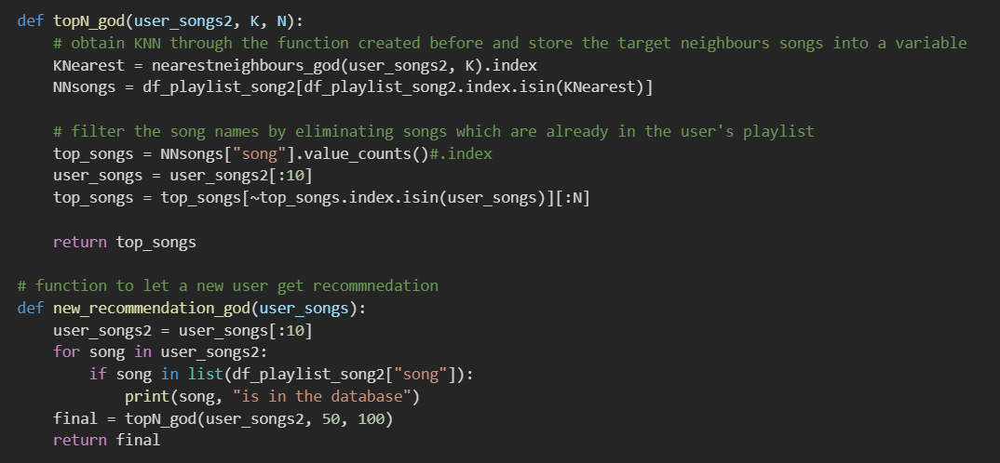 def topN_god(user_songs2, K, N):
    # obtain KNN through the function created before and store the target neighbours songs into a variable
    KNearest = nearestneighbours_god(user_songs2, K).index
    NNsongs = df_playlist_song2[df_playlist_song2.index.isin(KNearest)]

    # filter the song names by eliminating songs which are already in the user's playlist
    top_songs = NNsongs["song"].value_counts()#.index
    user_songs = user_songs2[:10]
    top_songs = top_songs[~top_songs.index.isin(user_songs)][:N]

    return top_songs

# function to let a new user get recommnedation
def new_recommendation_god(user_songs):
    user_songs2 = user_songs[:10]
    for song in user_songs2:
        if song in list(df_playlist_song2["song"]):
            print(song, "is in the database")
    final = topN_god(user_songs2, 50, 100)
    return final